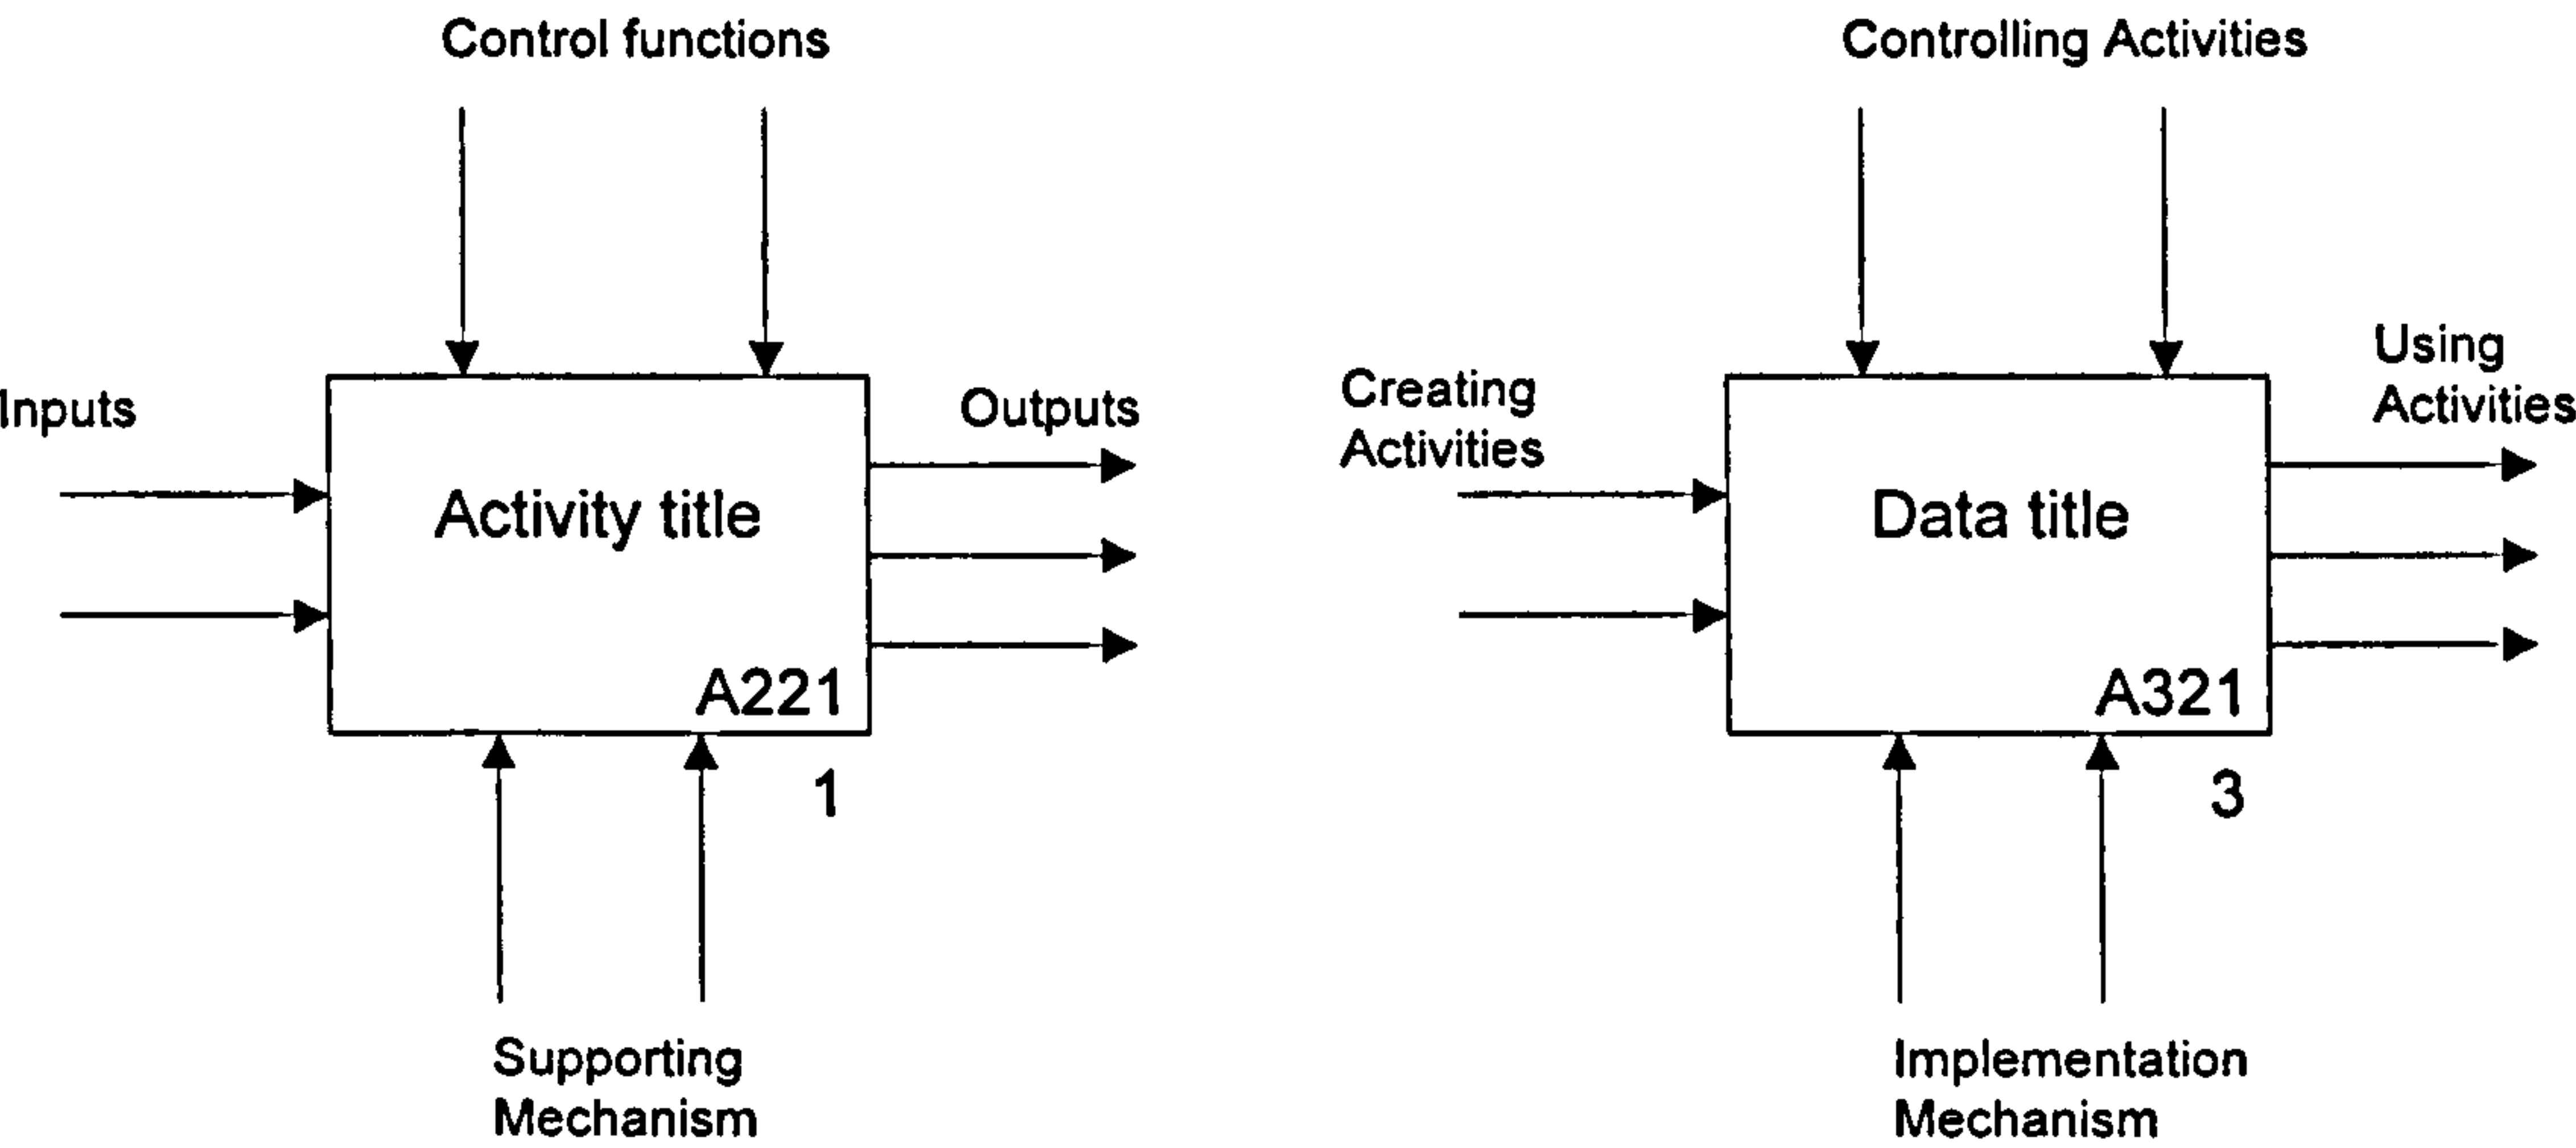 Control functions
Inputs
Outputs
Activity title
A221
1
Supporting
Mechanism
Controlling Activities
Creating
Activities
Using
Activities
Data title
A321
3
Implementation
Mechanism